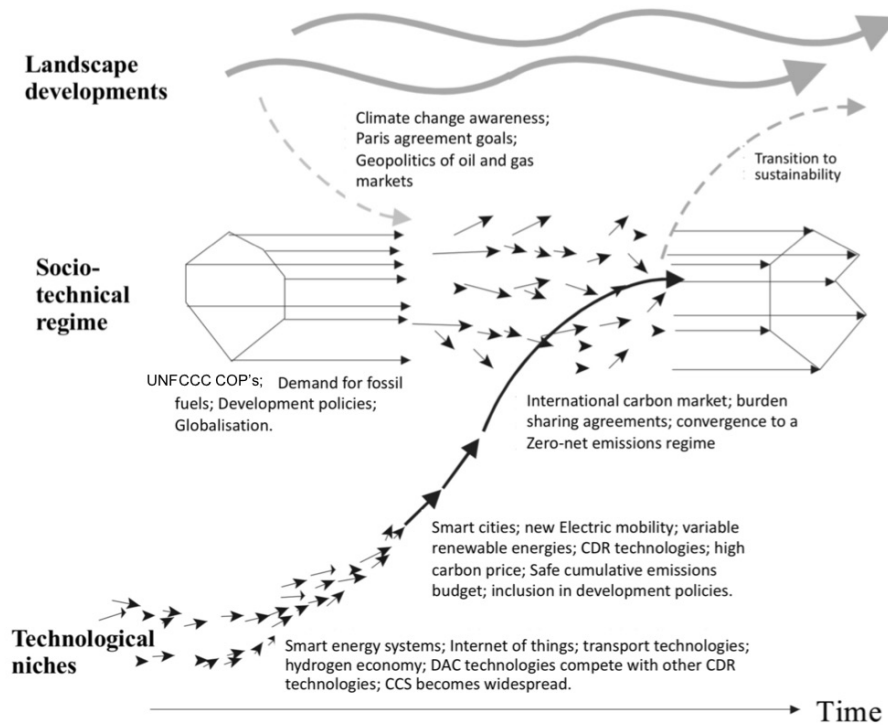 Landscape
developments
Climate change awareness;
Paris agreement goals;
Geopolitics of oil and gas
markets
Transition to
sustainability
Socio-
technical
regime
UNFCCC COP's; Demand for fossil
fuels; Development policies;
Globalisation.
International carbon market; burden
sharing agreements; convergence to a
Zero-net emissions regime
Smart cities; new Electric mobility; variable
renewable energies; CDR technologies; high
carbon price; Safe cumulative emissions
budget; inclusion in development policies.
Technological
niches
Smart energy systems; Internet of things; transport technologies;
hydrogen economy; DAC technologies compete with other CDR
technologies; CCS becomes widespread.
Time